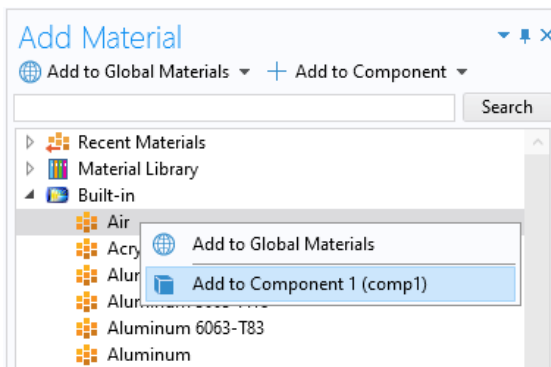 Add Material
Add to Global Materials
Add to Component
Search
Recent Materials
Material Library
Built-in
Air
Add to Global Materials
Add to Component 1 (comp1)
Aluminum 6063-T83
Aluminum